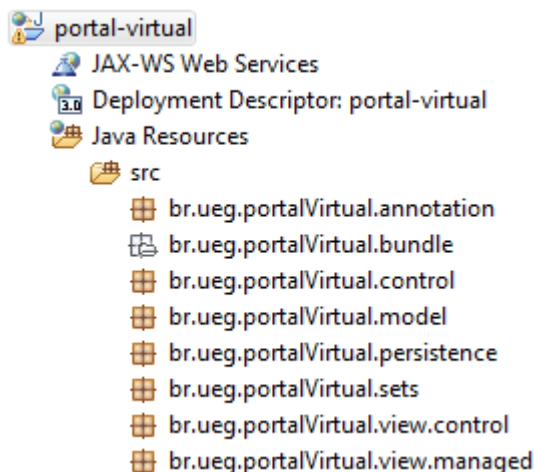 portal-virtual
JAX-WS Web Services
3.0 Deployment Descriptor: portal-virtual
Java Resources
src
br.ueg.portalVirtual.annotation
br.ueg.portalVirtual.bundle
br.ueg.portalVirtual.control
br.ueg.portalVirtual.model
br.ueg.portalVirtual.persistence
br.ueg.portalVirtual.sets
br.ueg.portalVirtual.view.control
br.ueg.portalVirtual.view.managed